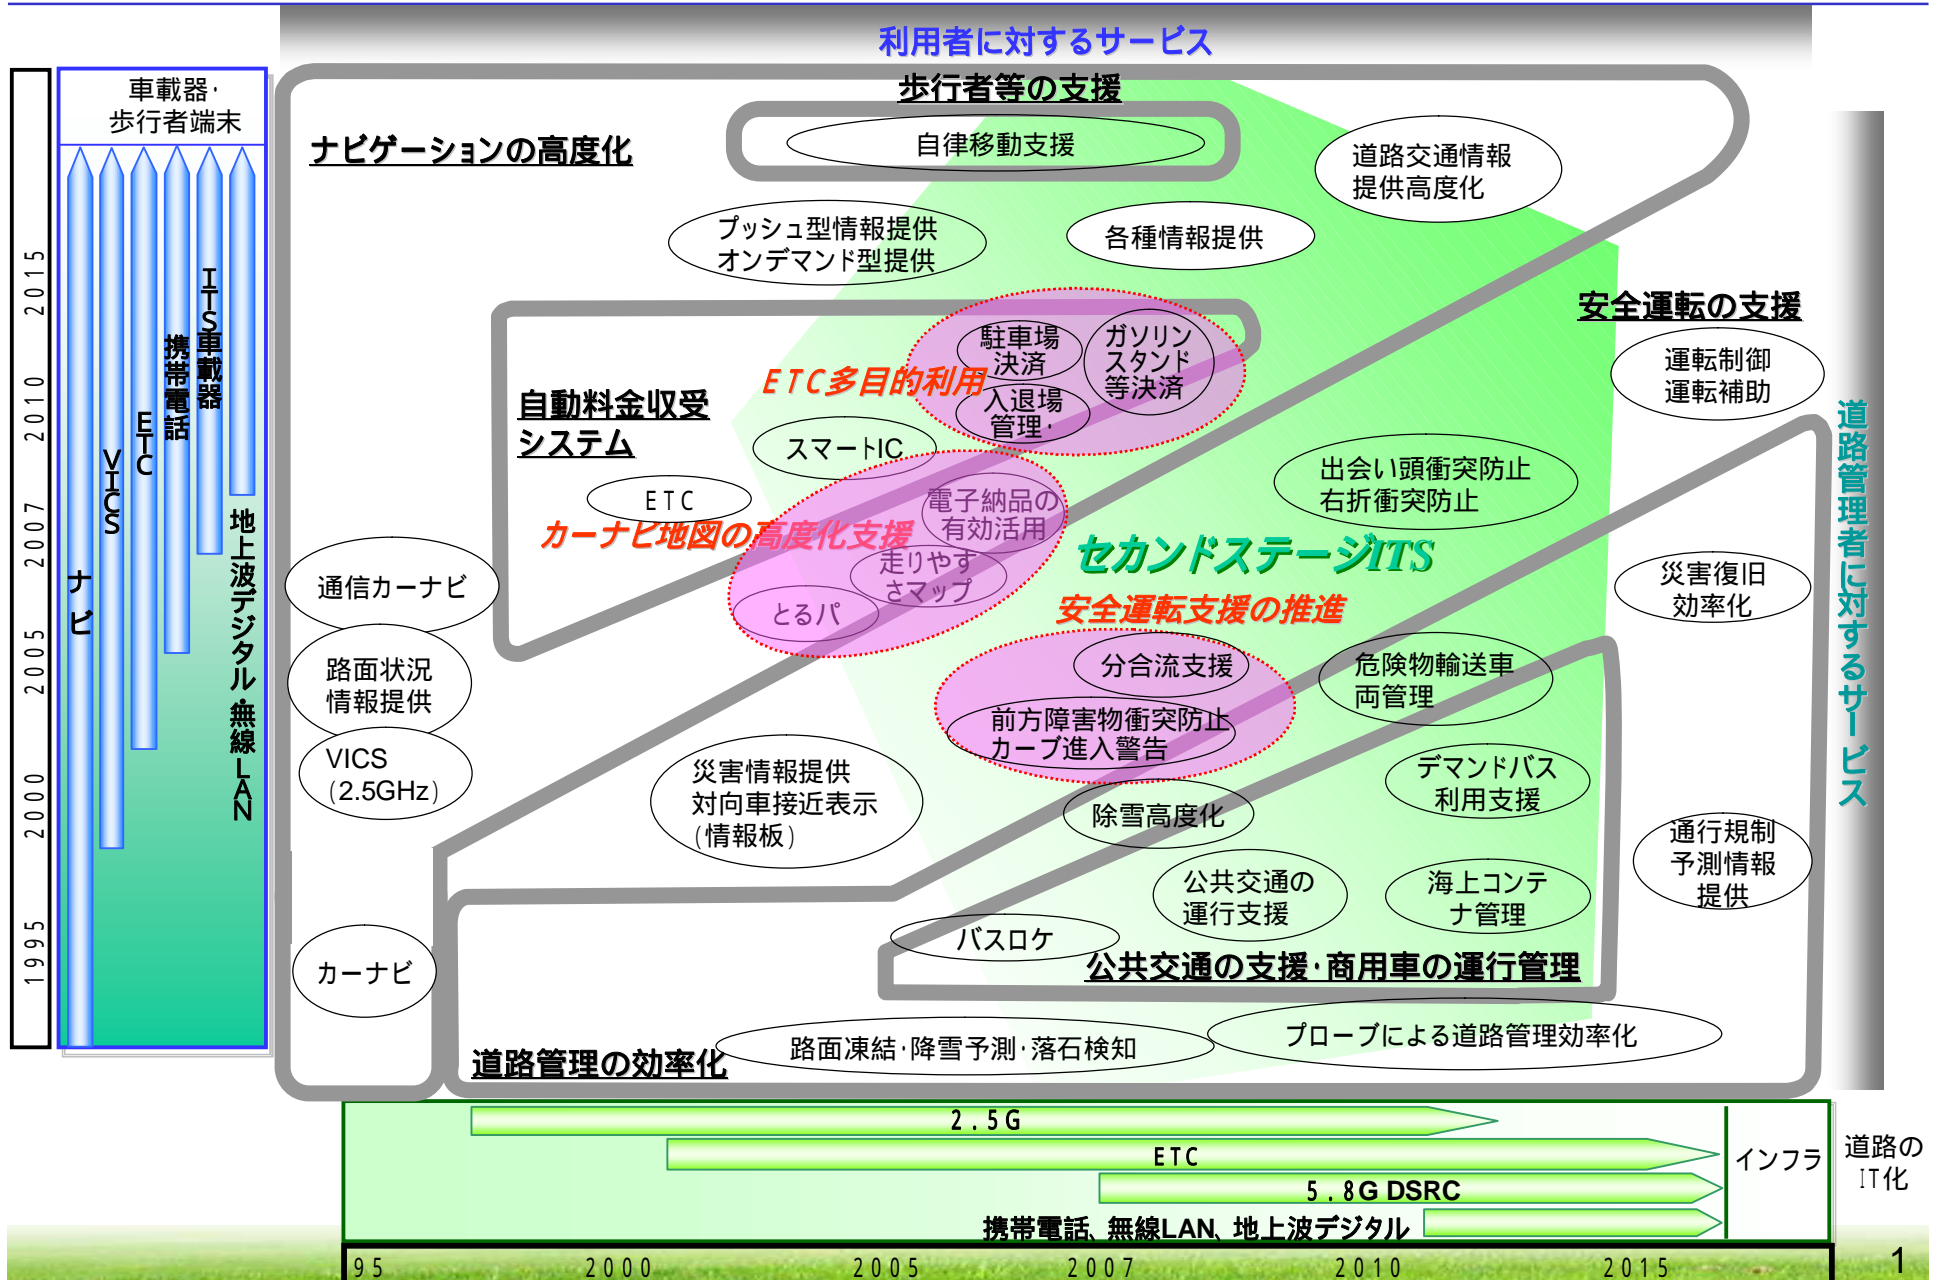 利用者に対するサービス
車載器・
歩行者端末
歩行者等の支援
ナビゲーションの高度化
自律移動支援
道路交通情報
提供高度化
プッシュ型情報提供
オンデマンド型提供
各種情報提供
安全運転の支援
運転制御
運転補助
駐車場
決済
ガソリン
スタンド
等決済
ETC多目的利用
入退場
管理・
自動料金収受
システム
スマートIC
ETC
出会い頭衝突防止
右折衝突防止
電子納品の
有効活用
カーナビ地図の高度化支援
走りやす
さマップ
とるパ
セカンドステージITS
安全運転支援の推進
通信カーナビ
災害復旧
効率化
分合流支援
危険物輸送車
両管理
路面状況
情報提供
前方障害物衝突防止
カーブ進入警告
VICS
(2.5GHz)
災害情報提供
対向車接近表示
(情報板)
デマンドバス
利用支援
除雪高度化
通行規制
予測情報
提供
公共交通の
運行支援
海上コンテ
ナ管理
バスロケ
カーナビ
公共交通の支援・商用車の運行管理
プローブによる道路管理効率化
路面凍結・降雪予測・落石検知
道路管理の効率化
道路管理者に対するサービス
2015
2010
2007
2005
2000
1995
ナビ
VICS
ETC
携帯電話
ITS車載器
地上波デジタル・無線LAN
2.5G
ETC
5.8G DSRC
携帯電話、無線LAN、地上波デジタル
インフラ
道路の
IT化
95
2000
2005
2007
2010
2015
1